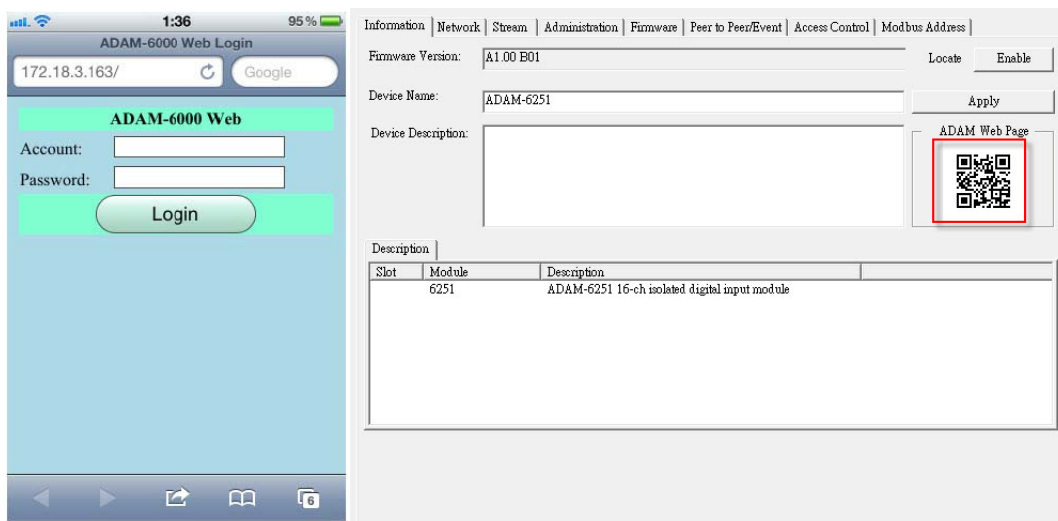 1:36
95%
ADAM-6000 Web Login
172.18.3.163/
Google
ADAM-6000 Web
Account:
Password:
Login
6
Information Network Stream Administration Firmware Peer to Peer/Event Access Control Modbus Address
Firmware Version: A1.00 B01 Locate Enable
Device Name: ADAM-6251 Apply
Device Description: ADAM Web Page
Description
Slot Module Description
6251 ADAM-6251 16-ch isolated digital input module